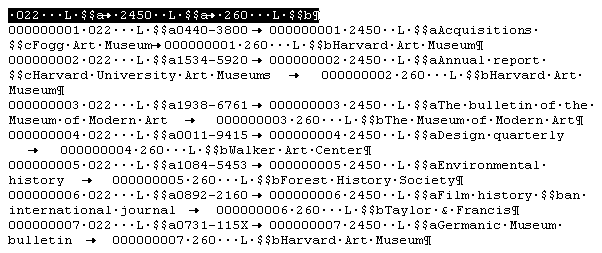 ·022···L·$$a→·2450··L·$$a→·260···L·$$b¶
000000001·022···L·$$a0440-3800→·000000001·2450··L·$$aAcquisitions·
$$cFogg·Art·Museum→000000001·260···L·$$bHarvard·Art·Museum¶
000000002·022···L·$$a1534-5920→·000000002·2450··L·$$aAnnual·report·
$$cHarvard·University·Art·Museums → 000000002·260···L·$$bHarvard·Art·
Museum¶
000000003·022···L·$$a1938-6761→·000000003·2450··L·$$aThe·bulletin·of·the·
Museum·of·Modern·Art → 000000003·260···L·$$bThe·Museum·of·Modern·Art¶
000000004·022···L·$$a0011-9415→·000000004·2450··L·$$aDesign·quarterly
→ 000000004·260···L·$$bWalker·Art·Center¶
000000005·022···L·$$a1084-5453→·000000005·2450··L·$$aEnvironmental·
history → 000000005·260···L·$$bForest·History·Society¶
000000006·022···L·$$a0892-2160→·000000006·2450··L·$$aFilm·history·$$ban·
international·journal → 000000006·260···L·$$bTaylor·&·Francis¶
000000007·022···L·$$a0731-115X→·000000007·2450··L·$$aGermanic·Museum·
bulletin → 000000007·260···L·$$bHarvard·Art·Museum¶